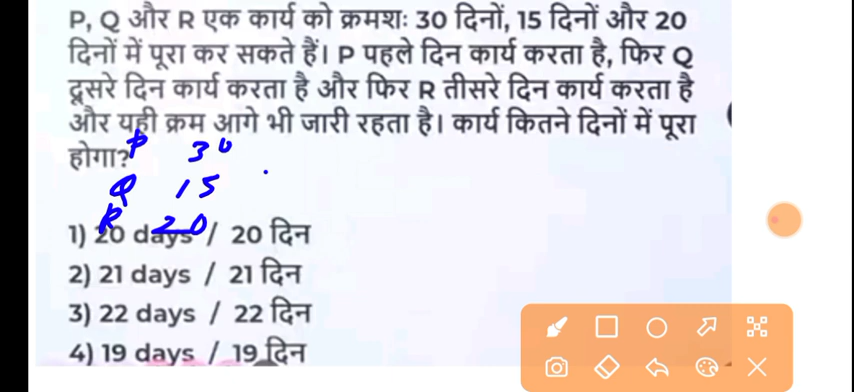 P, Q और R एक कार्य को क्रमशः 30 दिनों, 15 दिनों और 20
दिनों में पूरा कर सकते हैं। P पहले दिन कार्य करता है, फिर Q
दूसरे दिन कार्य करता है और फिर R तीसरे दिन कार्य करता है
और यही क्रम आगे भी जारी रहता है। कार्य कितने दिनों में पूरा
होगा?
P 30
Q 15
R 20
1) 20 days / 20 दिन
2) 21 days / 21 दिन
3) 22 days / 22 दिन
4) 19 days / 19 दिन